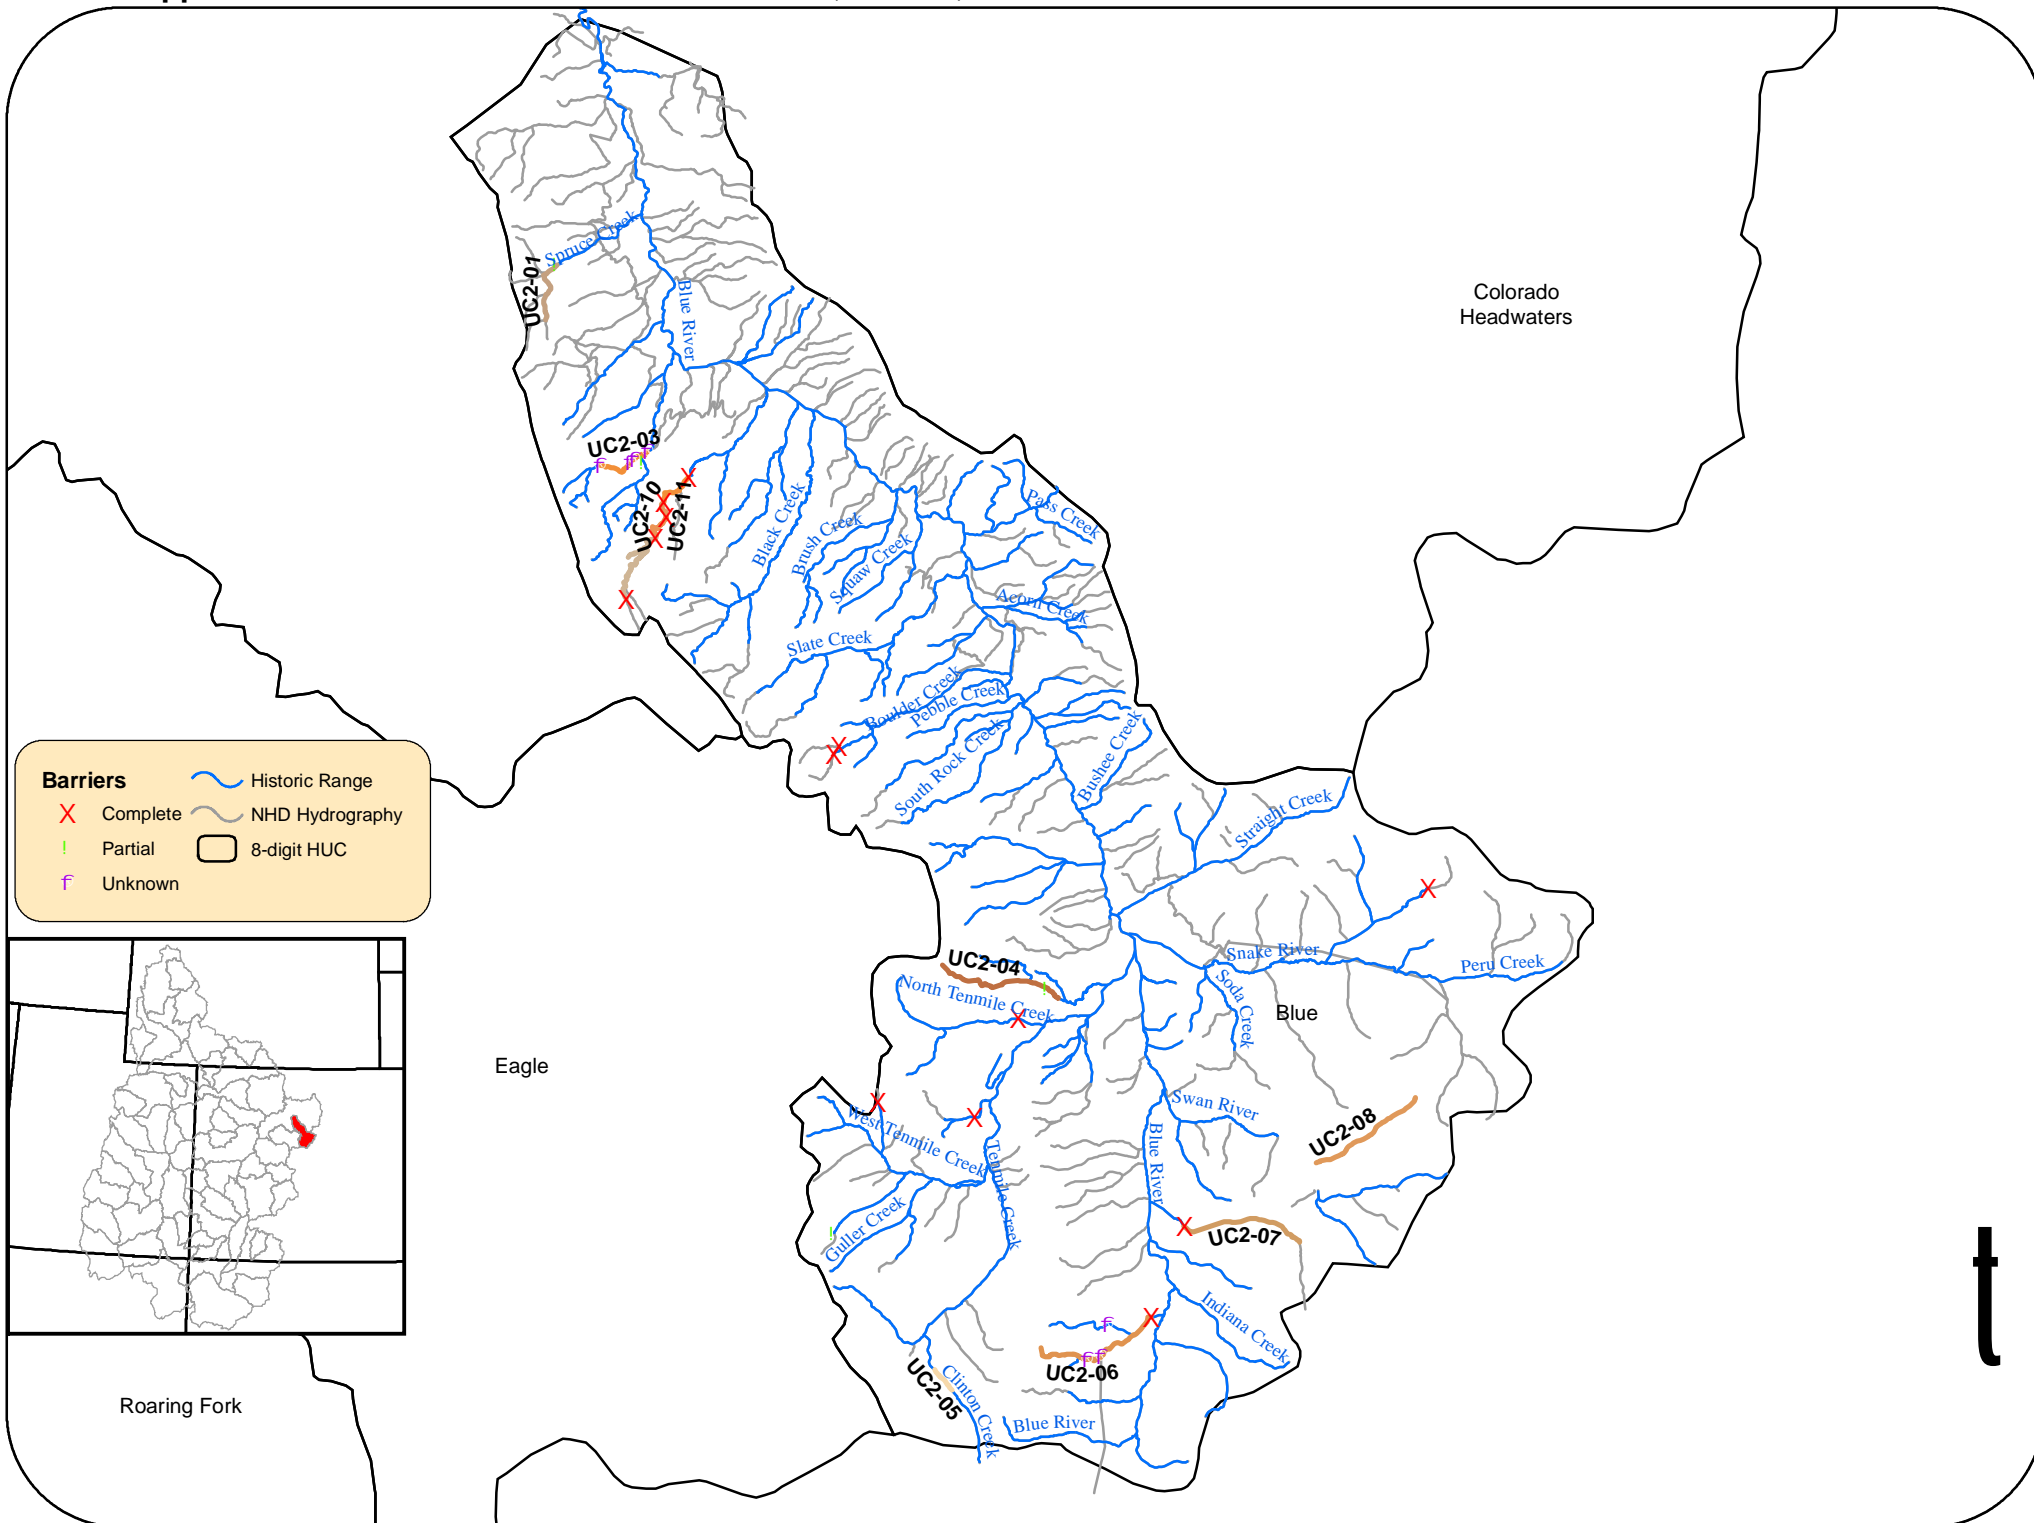 Spruce Creek
UC2-01
Blue River
Colorado
Headwaters
UC2-03
UC2-10
UC2-11
Pass Creek
Black Creek
Brush Creek
Squaw Creek
Acorn Creek
Slate Creek
Boulder Creek
Pebble Creek
South Rock Creek
Bushee Creek
Straight Creek
Barriers
Historic Range
X Complete
NHD Hydrography
! Partial
8-digit HUC
f Unknown
Snake River
Peru Creek
UC2-04
North Tenmile Creek
Soda Creek
Blue
Eagle
Swan River
West Tenmile Creek
UC2-08
Blue River
Tenmile Creek
Guller Creek
UC2-07
Indiana Creek
UC2-06
UC2-05
Clinton Creek
Blue River
Roaring Fork
t